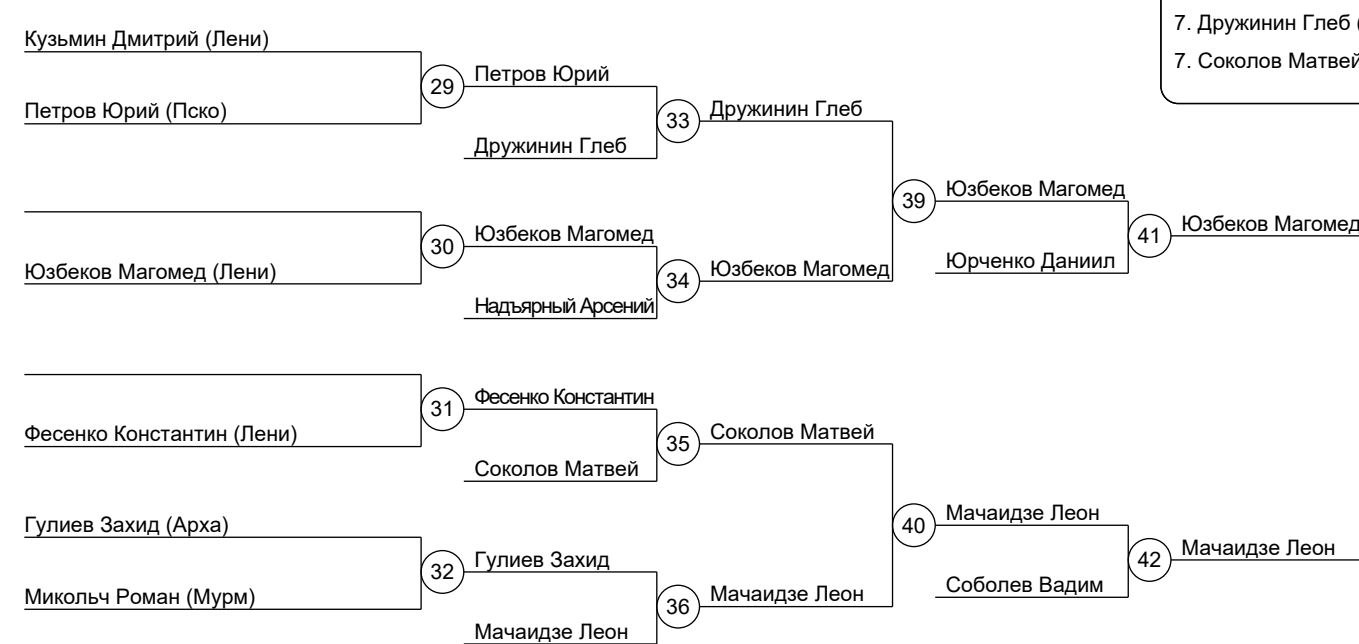 7. Дружинин Глеб (
7. Соколов Матвей
Кузьмин Дмитрий (Лени)
Петров Юрий (Пско)
29
Петров Юрий
Дружинин Глеб
33
Дружинин Глеб
Юзбеков Магомед (Лени)
30
Юзбеков Магомед
Надъярный Арсений
34
Юзбеков Магомед
39
Юзбеков Магомед
Юрченко Даниил
41
Юзбеков Магомед
Фесенко Константин (Лени)
31
Фесенко Константин
Соколов Матвей
35
Соколов Матвей
Гулиев Захид (Арха)
Микольч Роман (Мурм)
32
Гулиев Захид
Мачаидзе Леон
36
Мачаидзе Леон
40
Мачаидзе Леон
Соболев Вадим
42
Мачаидзе Леон